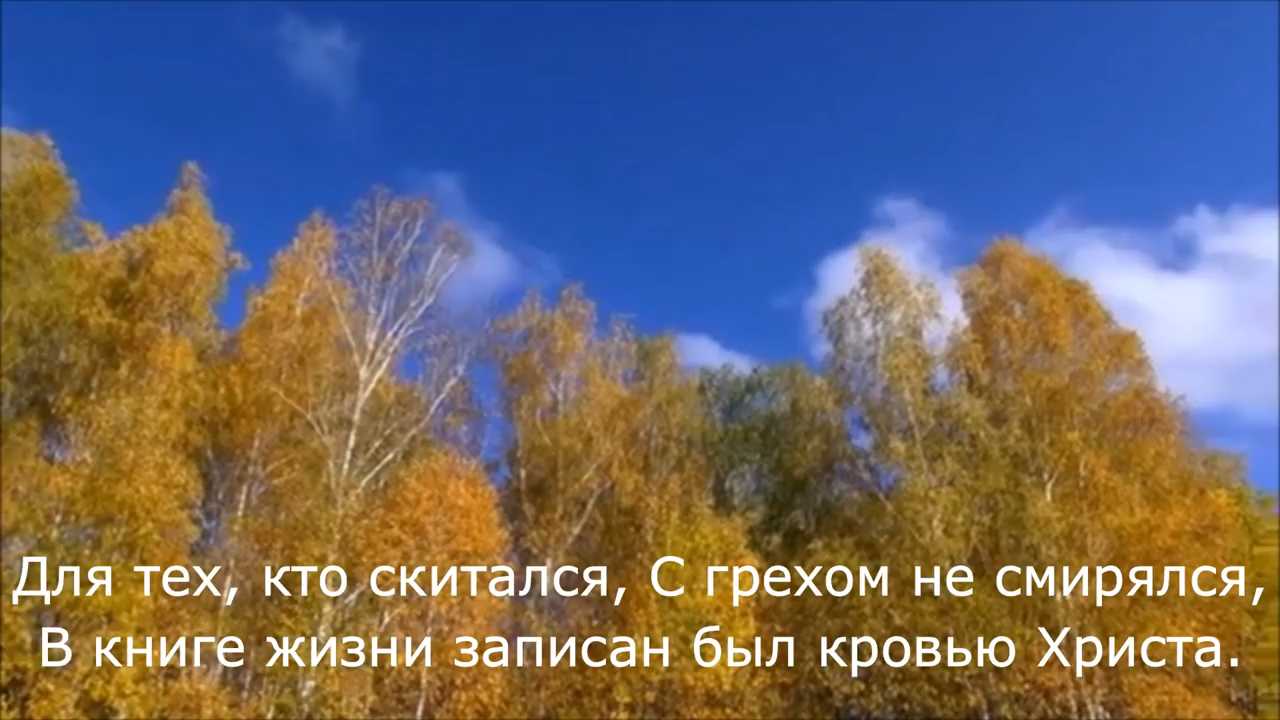 Для тех, кто скитался, С грехом не смирялся,
В книге жизни записан был кровью Христа.